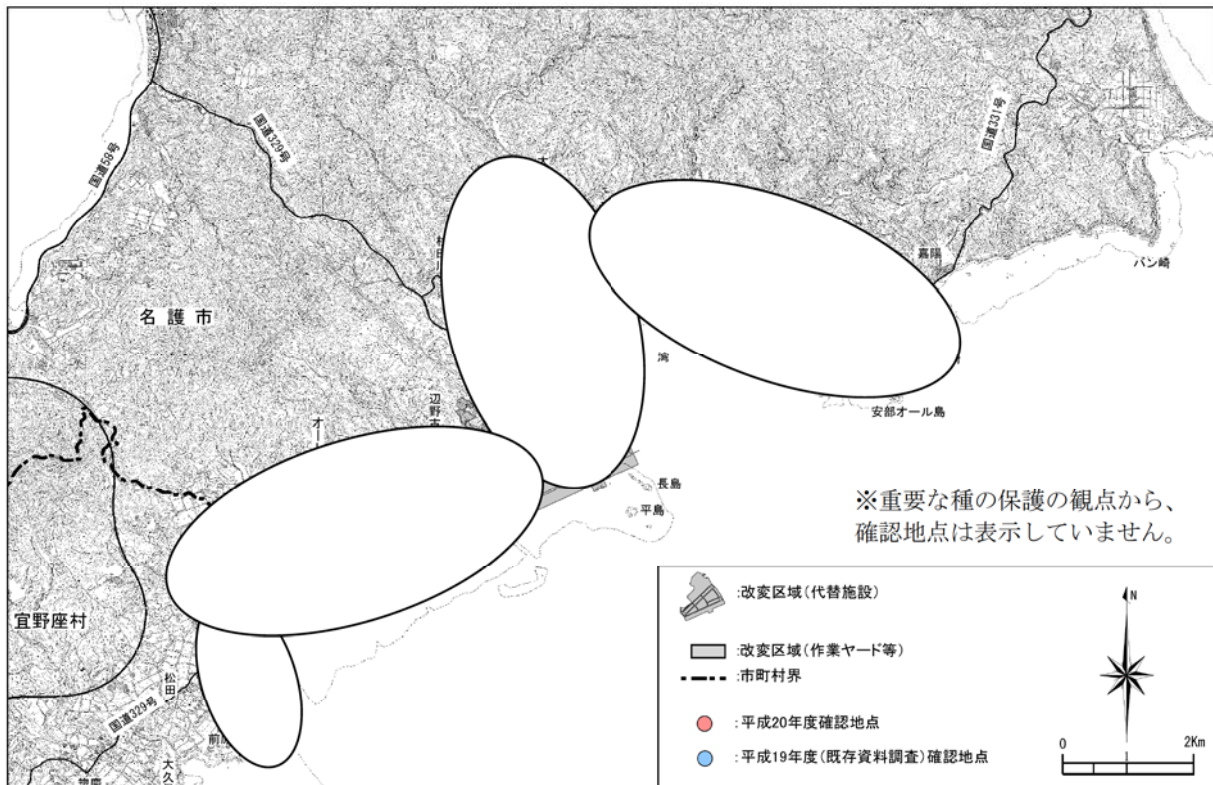 国道58号
国道329号
国道331号
嘉陽
バン崎
名護市
辺野古
安部オール島
長島
平島
※重要な種の保護の観点から、
確認地点は表示していません。
宜野座村
松田
国道329号
:改変区域(代替施設)
:改変区域(作業ヤード等)
:市町村界
:平成20年度確認地点
:平成19年度(既存資料調査)確認地点
N
0 2Km